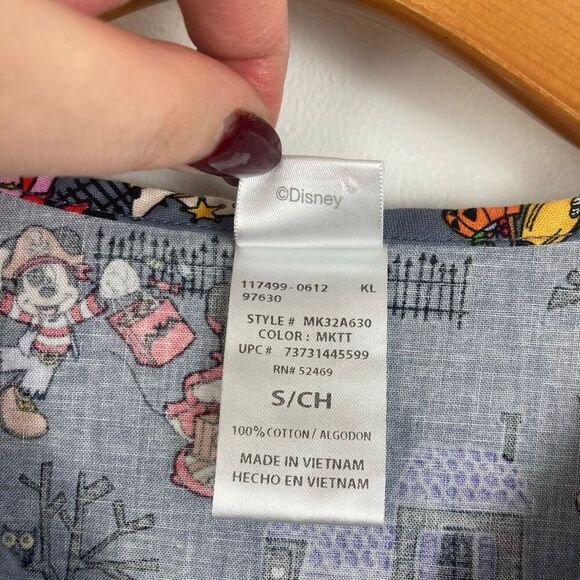 ©Disney
117499-0612 KL
97630
STYLE # MK32A630
COLOR : MKTT
UPC # 73731445599
RN# 52469
S/CH
100% COTTON / ALGODON
MADE IN VIETNAM
HECHO EN VIETNAM